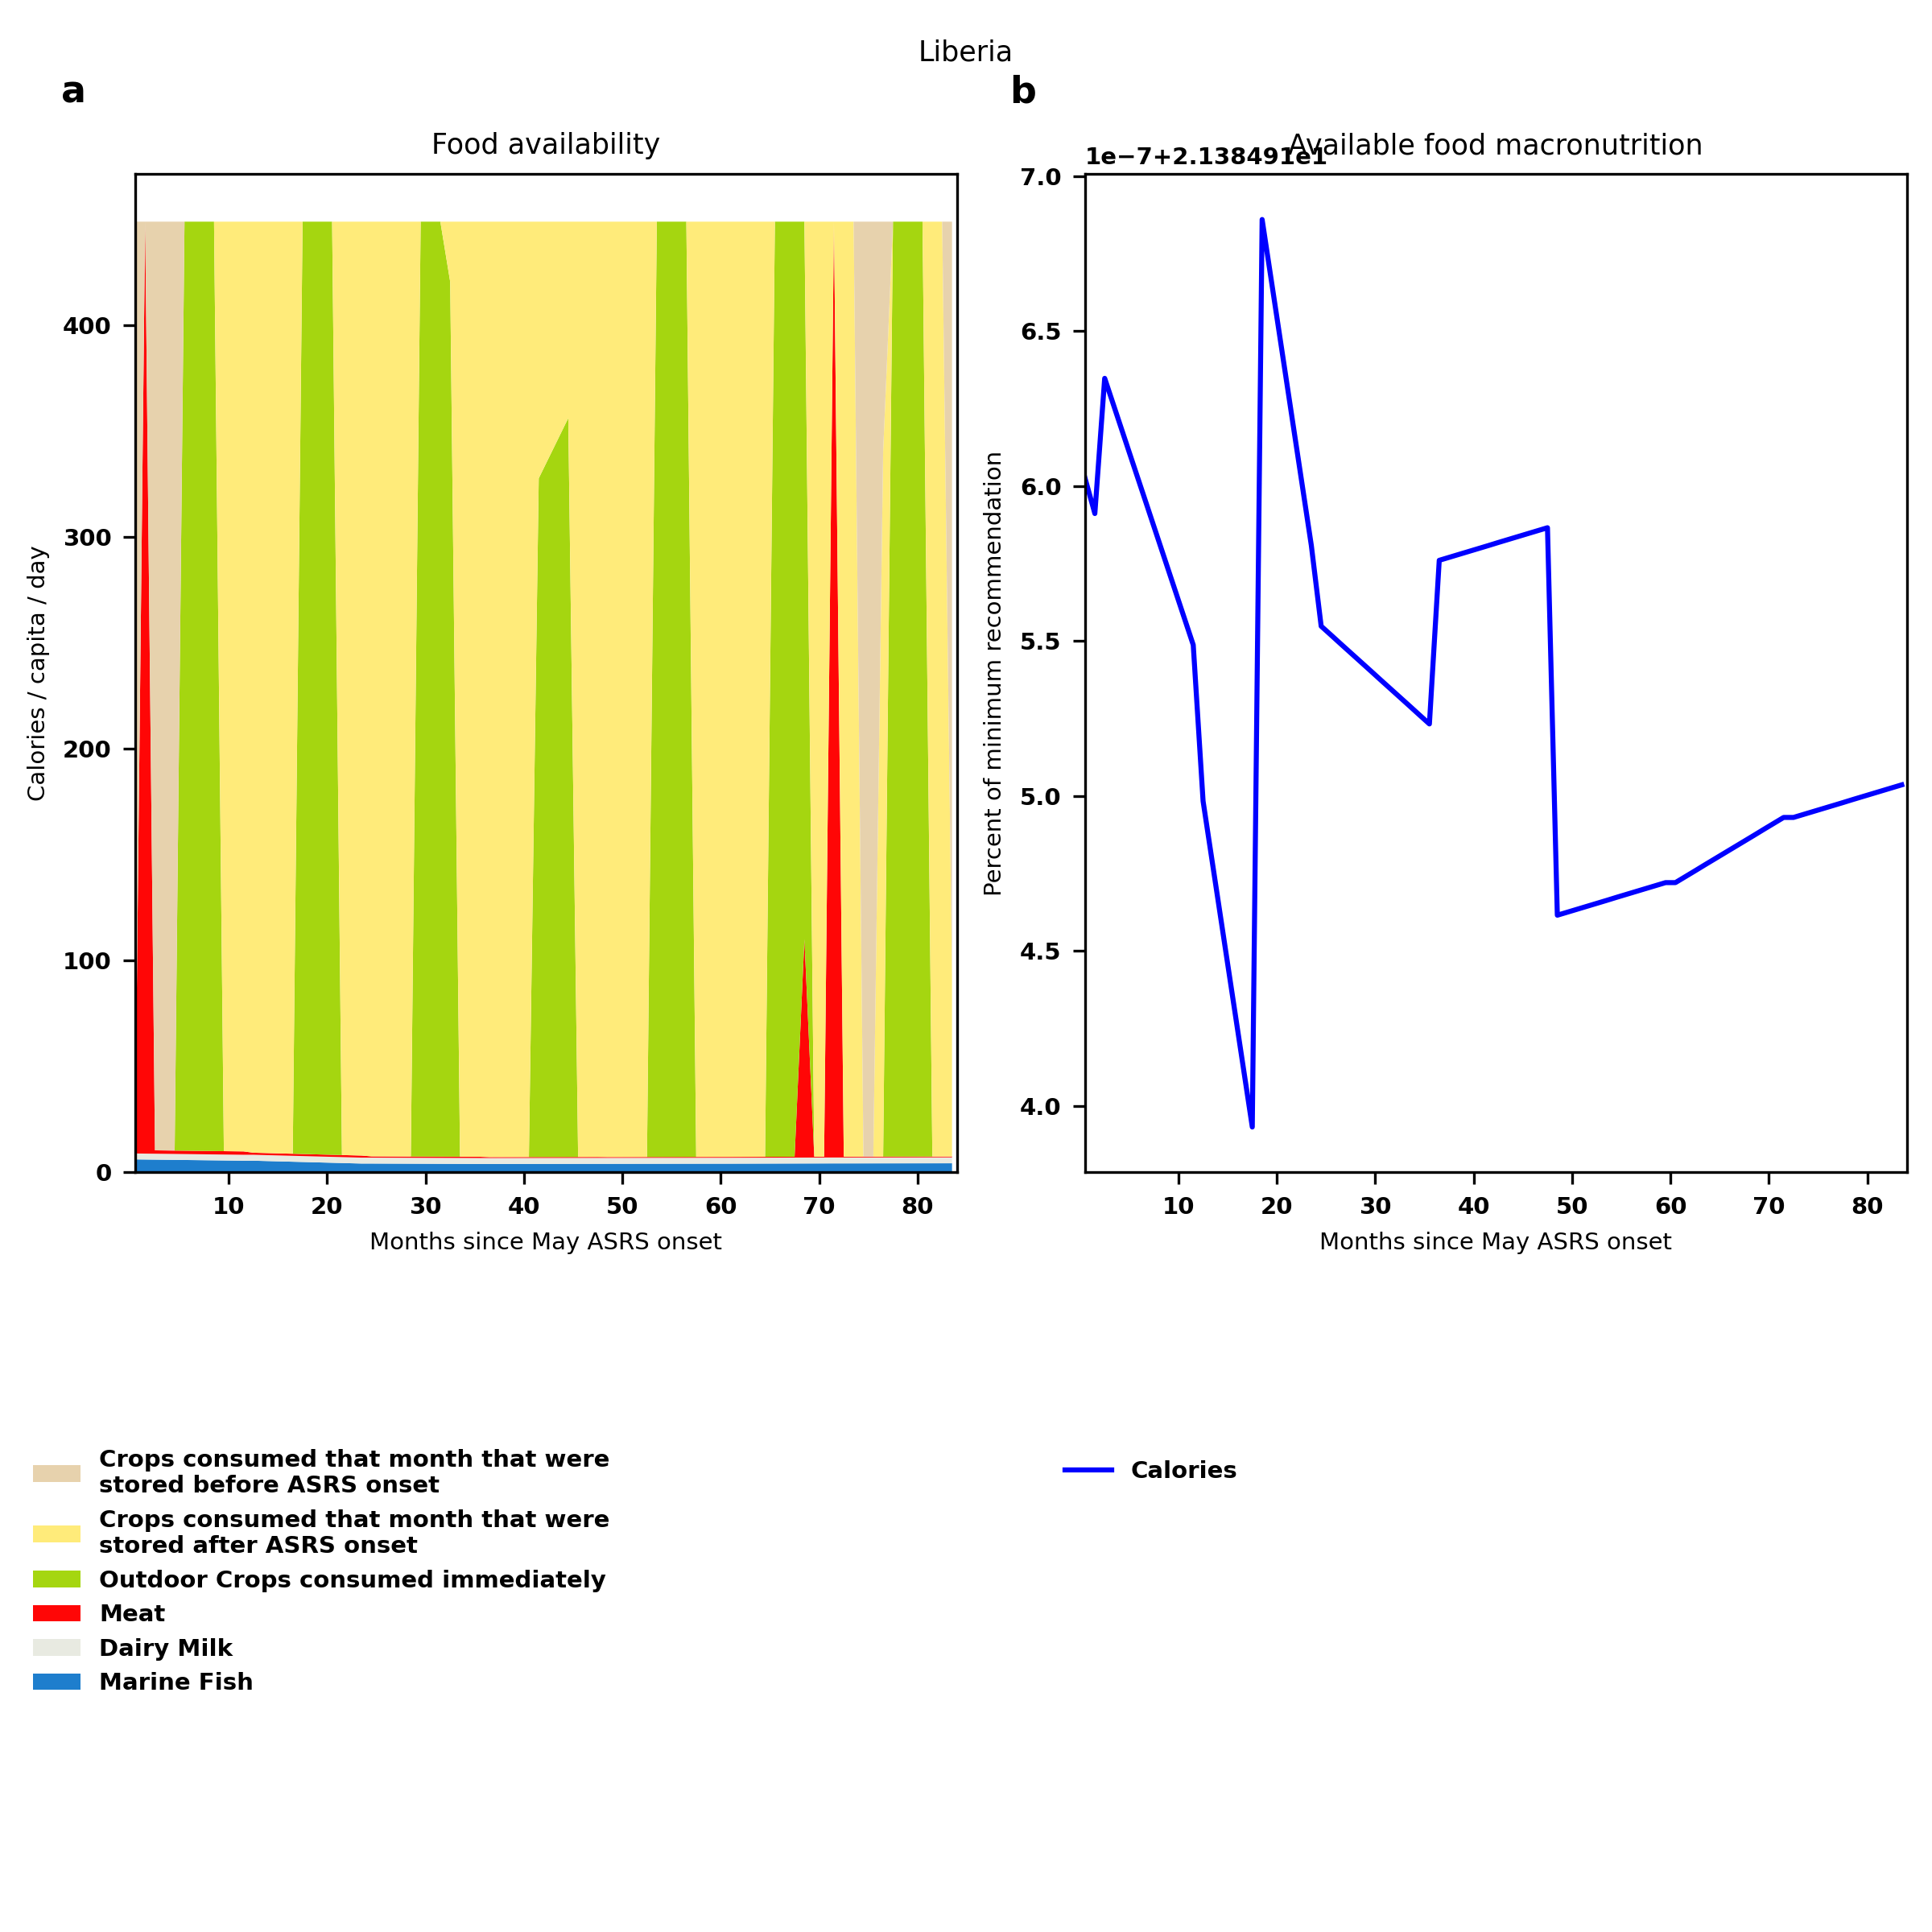 Liberia
a
b
Food availability
Available food macronutrition
1e−7+2.138491e1
Calories / capita / day
400
300
200
100
0
10 20 30 40 50 60 70 80
Months since May ASRS onset
Percent of minimum recommendation
7.0
6.5
6.0
5.5
5.0
4.5
4.0
10 20 30 40 50 60 70 80
Months since May ASRS onset
Crops consumed that month that were
stored before ASRS onset
Crops consumed that month that were
stored after ASRS onset
Outdoor Crops consumed immediately
Meat
Dairy Milk
Marine Fish
Calories